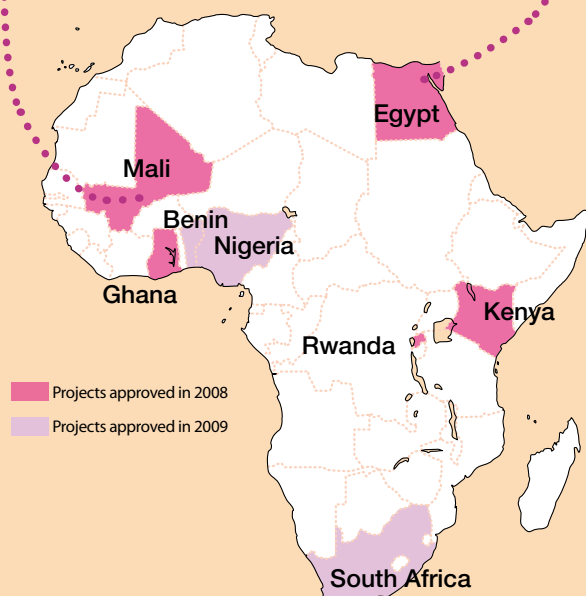 Egypt
Mali
Benin
Nigeria
Ghana
Kenya
Rwanda
Projects approved in 2008
Projects approved in 2009
South Africa